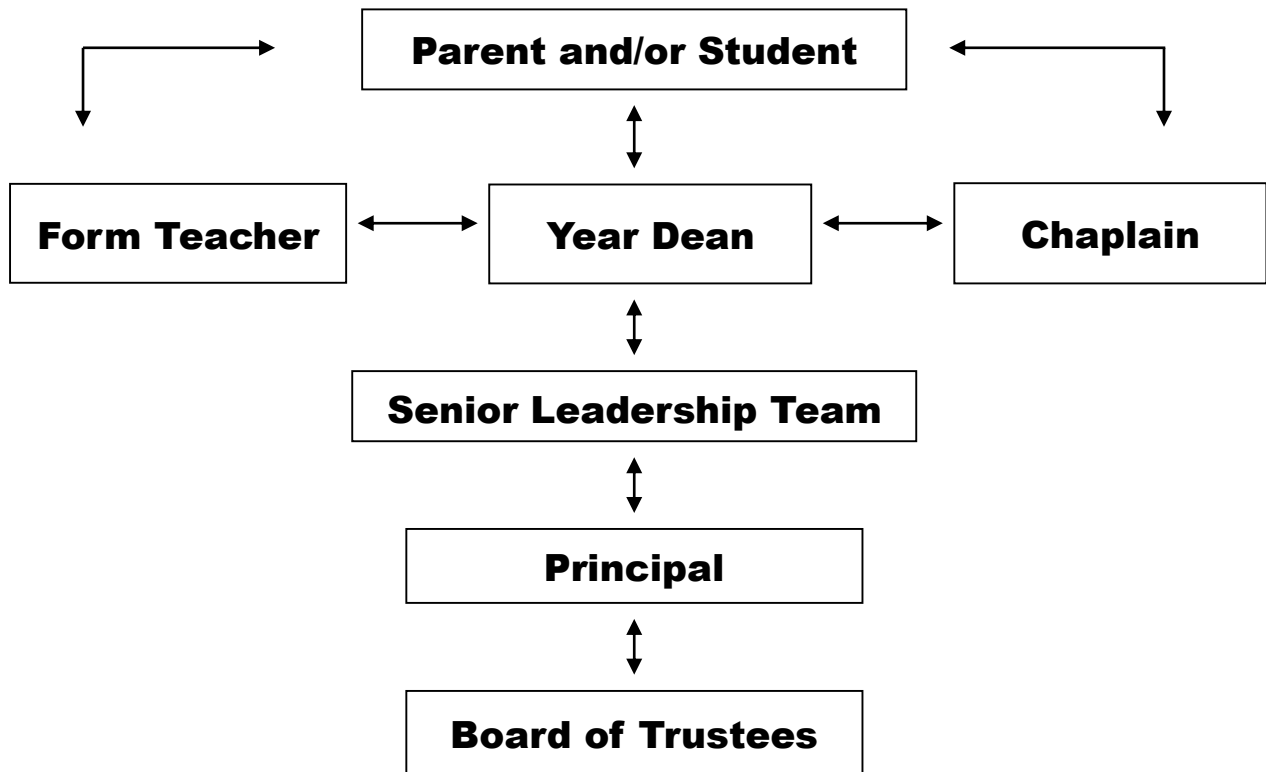 Parent and/or Student
Form Teacher
Year Dean
Chaplain
Senior Leadership Team
Principal
Board of Trustees